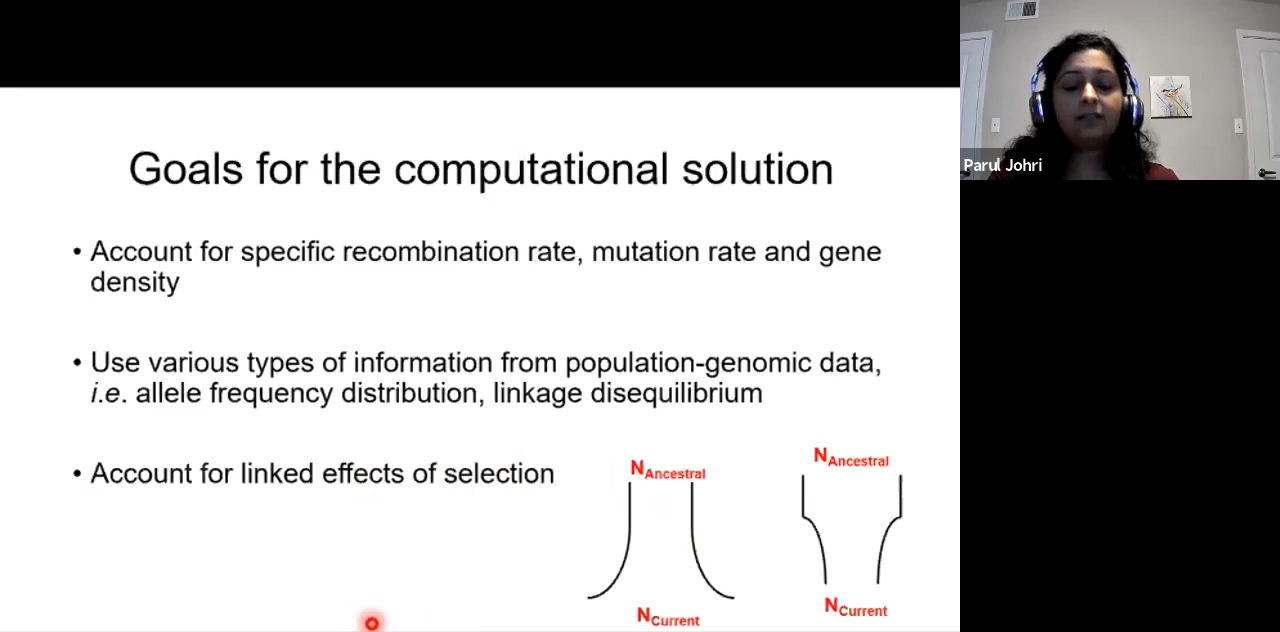 Goals for the computational solution
• Account for specific recombination rate, mutation rate and gene
density
• Use various types of information from population-genomic data,
i.e. allele frequency distribution, linkage disequilibrium
• Account for linked effects of selection
NAncestral
NCurrent
NAncestral
NCurrent
Parul Johri